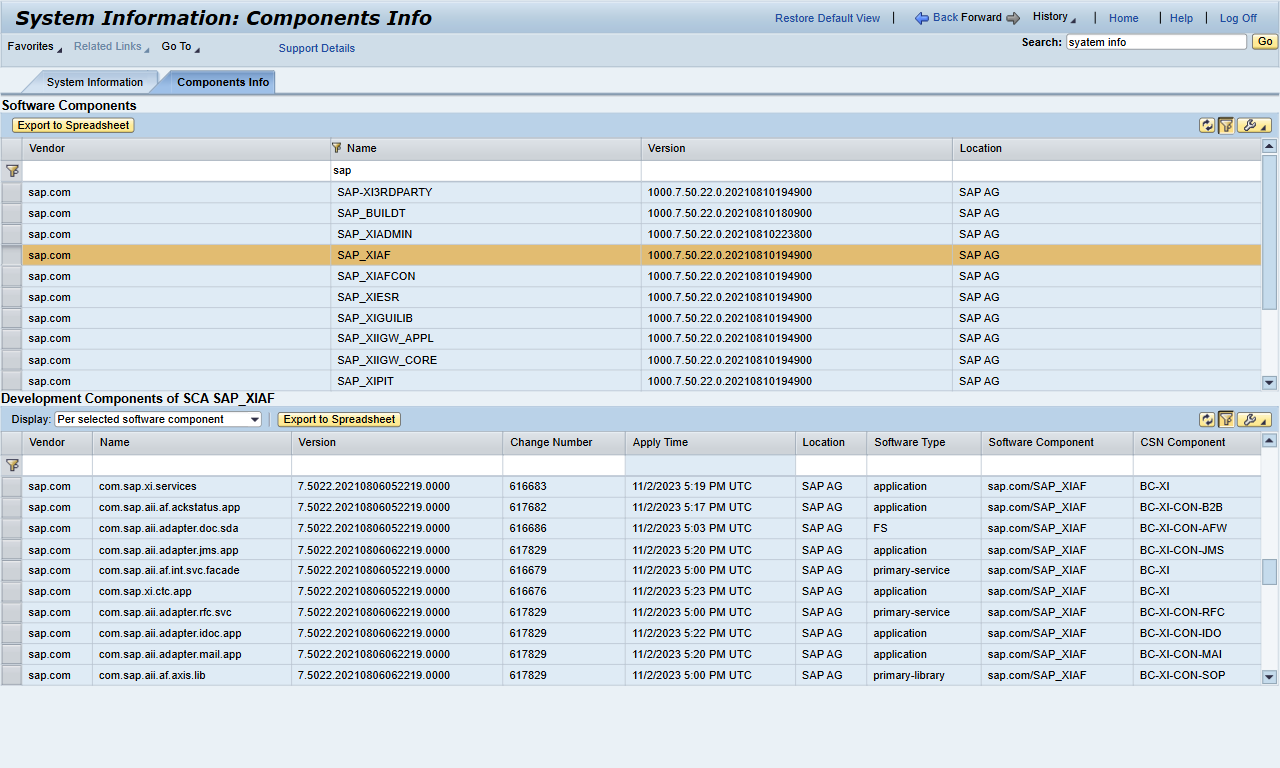 System Information: Components Info
Restore Default View | Back Forward History | Home | Help | Log Off
Favorites Related Links Go To Support Details
Search: syatem info Go
System Information Components Info
Software Components
Export to Spreadsheet
Vendor Name Version Location
sap
sap.com SAP-XI3RDPARTY 1000.7.50.22.0.20210810194900 SAP AG
sap.com SAP_BUILDT 1000.7.50.22.0.20210810180900 SAP AG
sap.com SAP_XIADMIN 1000.7.50.22.0.20210810223800 SAP AG
sap.com SAP_XIAF 1000.7.50.22.0.20210810194900 SAP AG
sap.com SAP_XIAFCON 1000.7.50.22.0.20210810194900 SAP AG
sap.com SAP_XIESR 1000.7.50.22.0.20210810194900 SAP AG
sap.com SAP_XIGUILIB 1000.7.50.22.0.20210810194900 SAP AG
sap.com SAP_XIIGW_APPL 1000.7.50.22.0.20210810194900 SAP AG
sap.com SAP_XIIGW_CORE 1000.7.50.22.0.20210810194900 SAP AG
sap.com SAP_XIPIT 1000.7.50.22.0.20210810194900 SAP AG
Development Components of SCA SAP_XIAF
Display: Per selected software component Export to Spreadsheet
Vendor Name Version Change Number Apply Time Location Software Type Software Component CSN Component
sap.com com.sap.xi.services 7.5022.20210806052219.0000 616683 11/2/2023 5:19 PM UTC SAP AG application sap.com/SAP_XIAF BC-XI
sap.com com.sap.aii.af.ackstatus.app 7.5022.20210806052219.0000 617682 11/2/2023 5:17 PM UTC SAP AG application sap.com/SAP_XIAF BC-XI-CON-B2B
sap.com com.sap.aii.adapter.doc.sda 7.5022.20210806052219.0000 616686 11/2/2023 5:03 PM UTC SAP AG FS sap.com/SAP_XIAF BC-XI-CON-AFW
sap.com com.sap.aii.adapter.jms.app 7.5022.20210806062219.0000 617829 11/2/2023 5:20 PM UTC SAP AG application sap.com/SAP_XIAF BC-XI-CON-JMS
sap.com com.sap.aii.af.int.svc.facade 7.5022.20210806052219.0000 616679 11/2/2023 5:00 PM UTC SAP AG primary-service sap.com/SAP_XIAF BC-XI
sap.com com.sap.xi.ctc.app 7.5022.20210806052219.0000 616676 11/2/2023 5:23 PM UTC SAP AG application sap.com/SAP_XIAF BC-XI
sap.com com.sap.aii.adapter.rfc.svc 7.5022.20210806062219.0000 617829 11/2/2023 5:00 PM UTC SAP AG primary-service sap.com/SAP_XIAF BC-XI-CON-RFC
sap.com com.sap.aii.adapter.idoc.app 7.5022.20210806062219.0000 617829 11/2/2023 5:22 PM UTC SAP AG application sap.com/SAP_XIAF BC-XI-CON-IDO
sap.com com.sap.aii.adapter.mail.app 7.5022.20210806062219.0000 617829 11/2/2023 5:20 PM UTC SAP AG application sap.com/SAP_XIAF BC-XI-CON-MAI
sap.com com.sap.aii.af.axis.lib 7.5022.20210806062219.0000 617829 11/2/2023 5:00 PM UTC SAP AG primary-library sap.com/SAP_XIAF BC-XI-CON-SOP